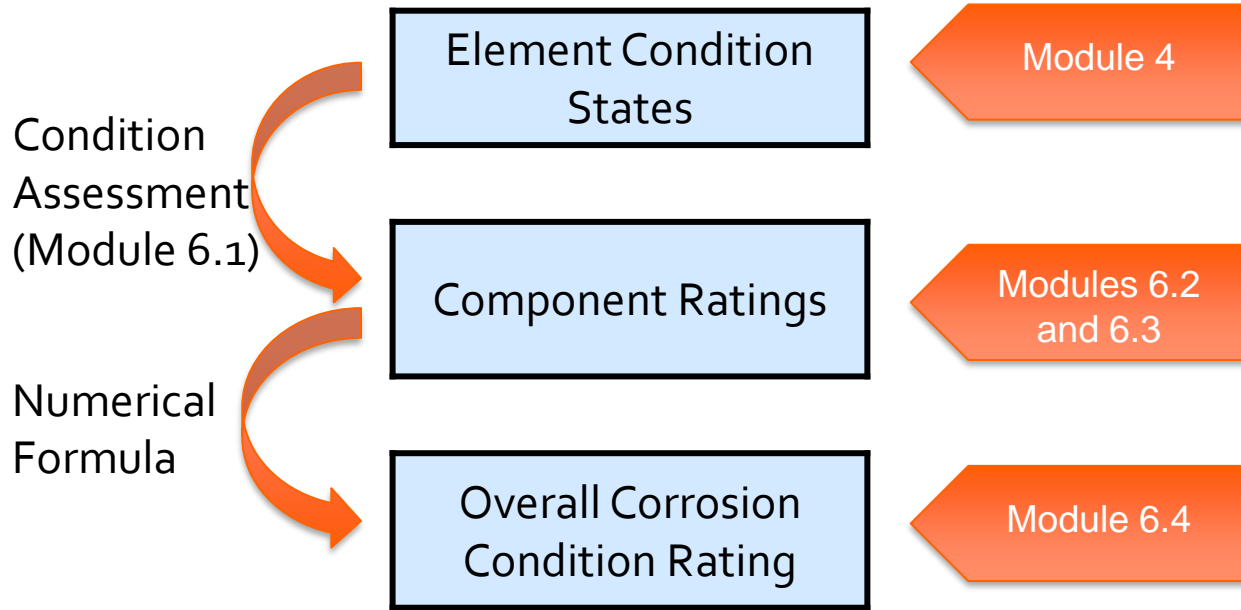 Element Condition
States
Module 4
Condition
Assessment
(Module 6.1)
Component Ratings
Modules 6.2
and 6.3
Numerical
Formula
Overall Corrosion
Condition Rating
Module 6.4